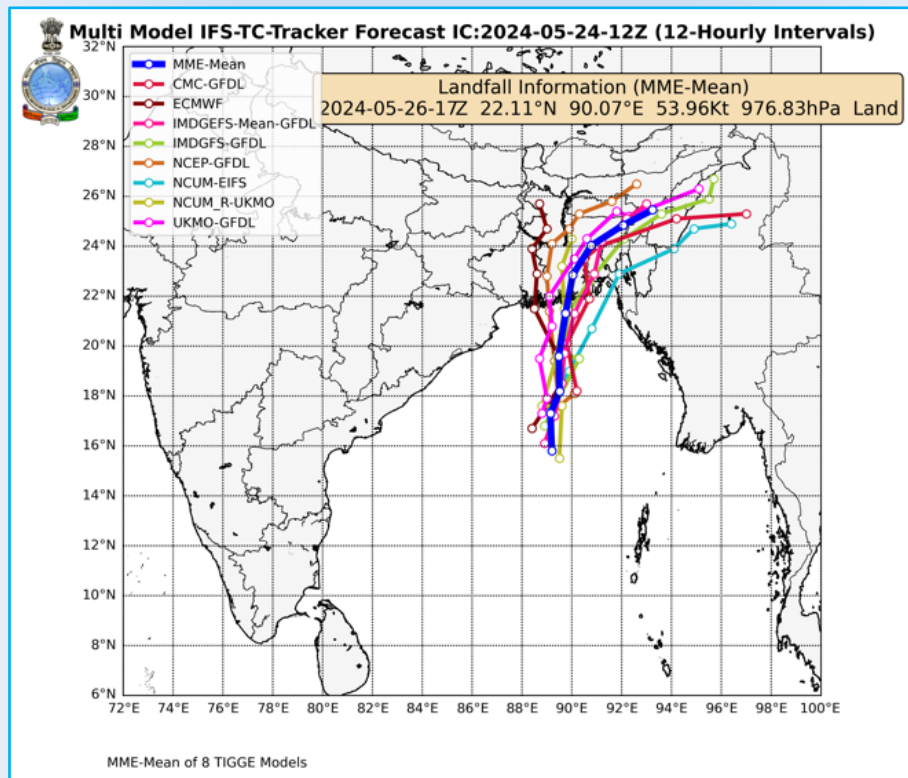 Multi Model IFS-TC-Tracker Forecast IC:2024-05-24-12Z (12-Hourly Intervals)
32°N
30°N
28°N
26°N
24°N
22°N
20°N
18°N
16°N
14°N
12°N
10°N
8°N
6°N
MME-Mean
CMC-GFDL
ECMWF
IMDGEFS-Mean-GFDL
IMDGFS-GFDL
NCEP-GFDL
NCUM-EIFS
NCUM_R-UKMO
UKMO-GFDL
Landfall Information (MME-Mean)
2024-05-26-17Z 22.11°N 90.07°E 53.96Kt 976.83hPa Land
72°E 74°E 76°E 78°E 80°E 82°E 84°E 86°E 88°E 90°E 92°E 94°E 96°E 98°E 100°E
MME-Mean of 8 TIGGE Models